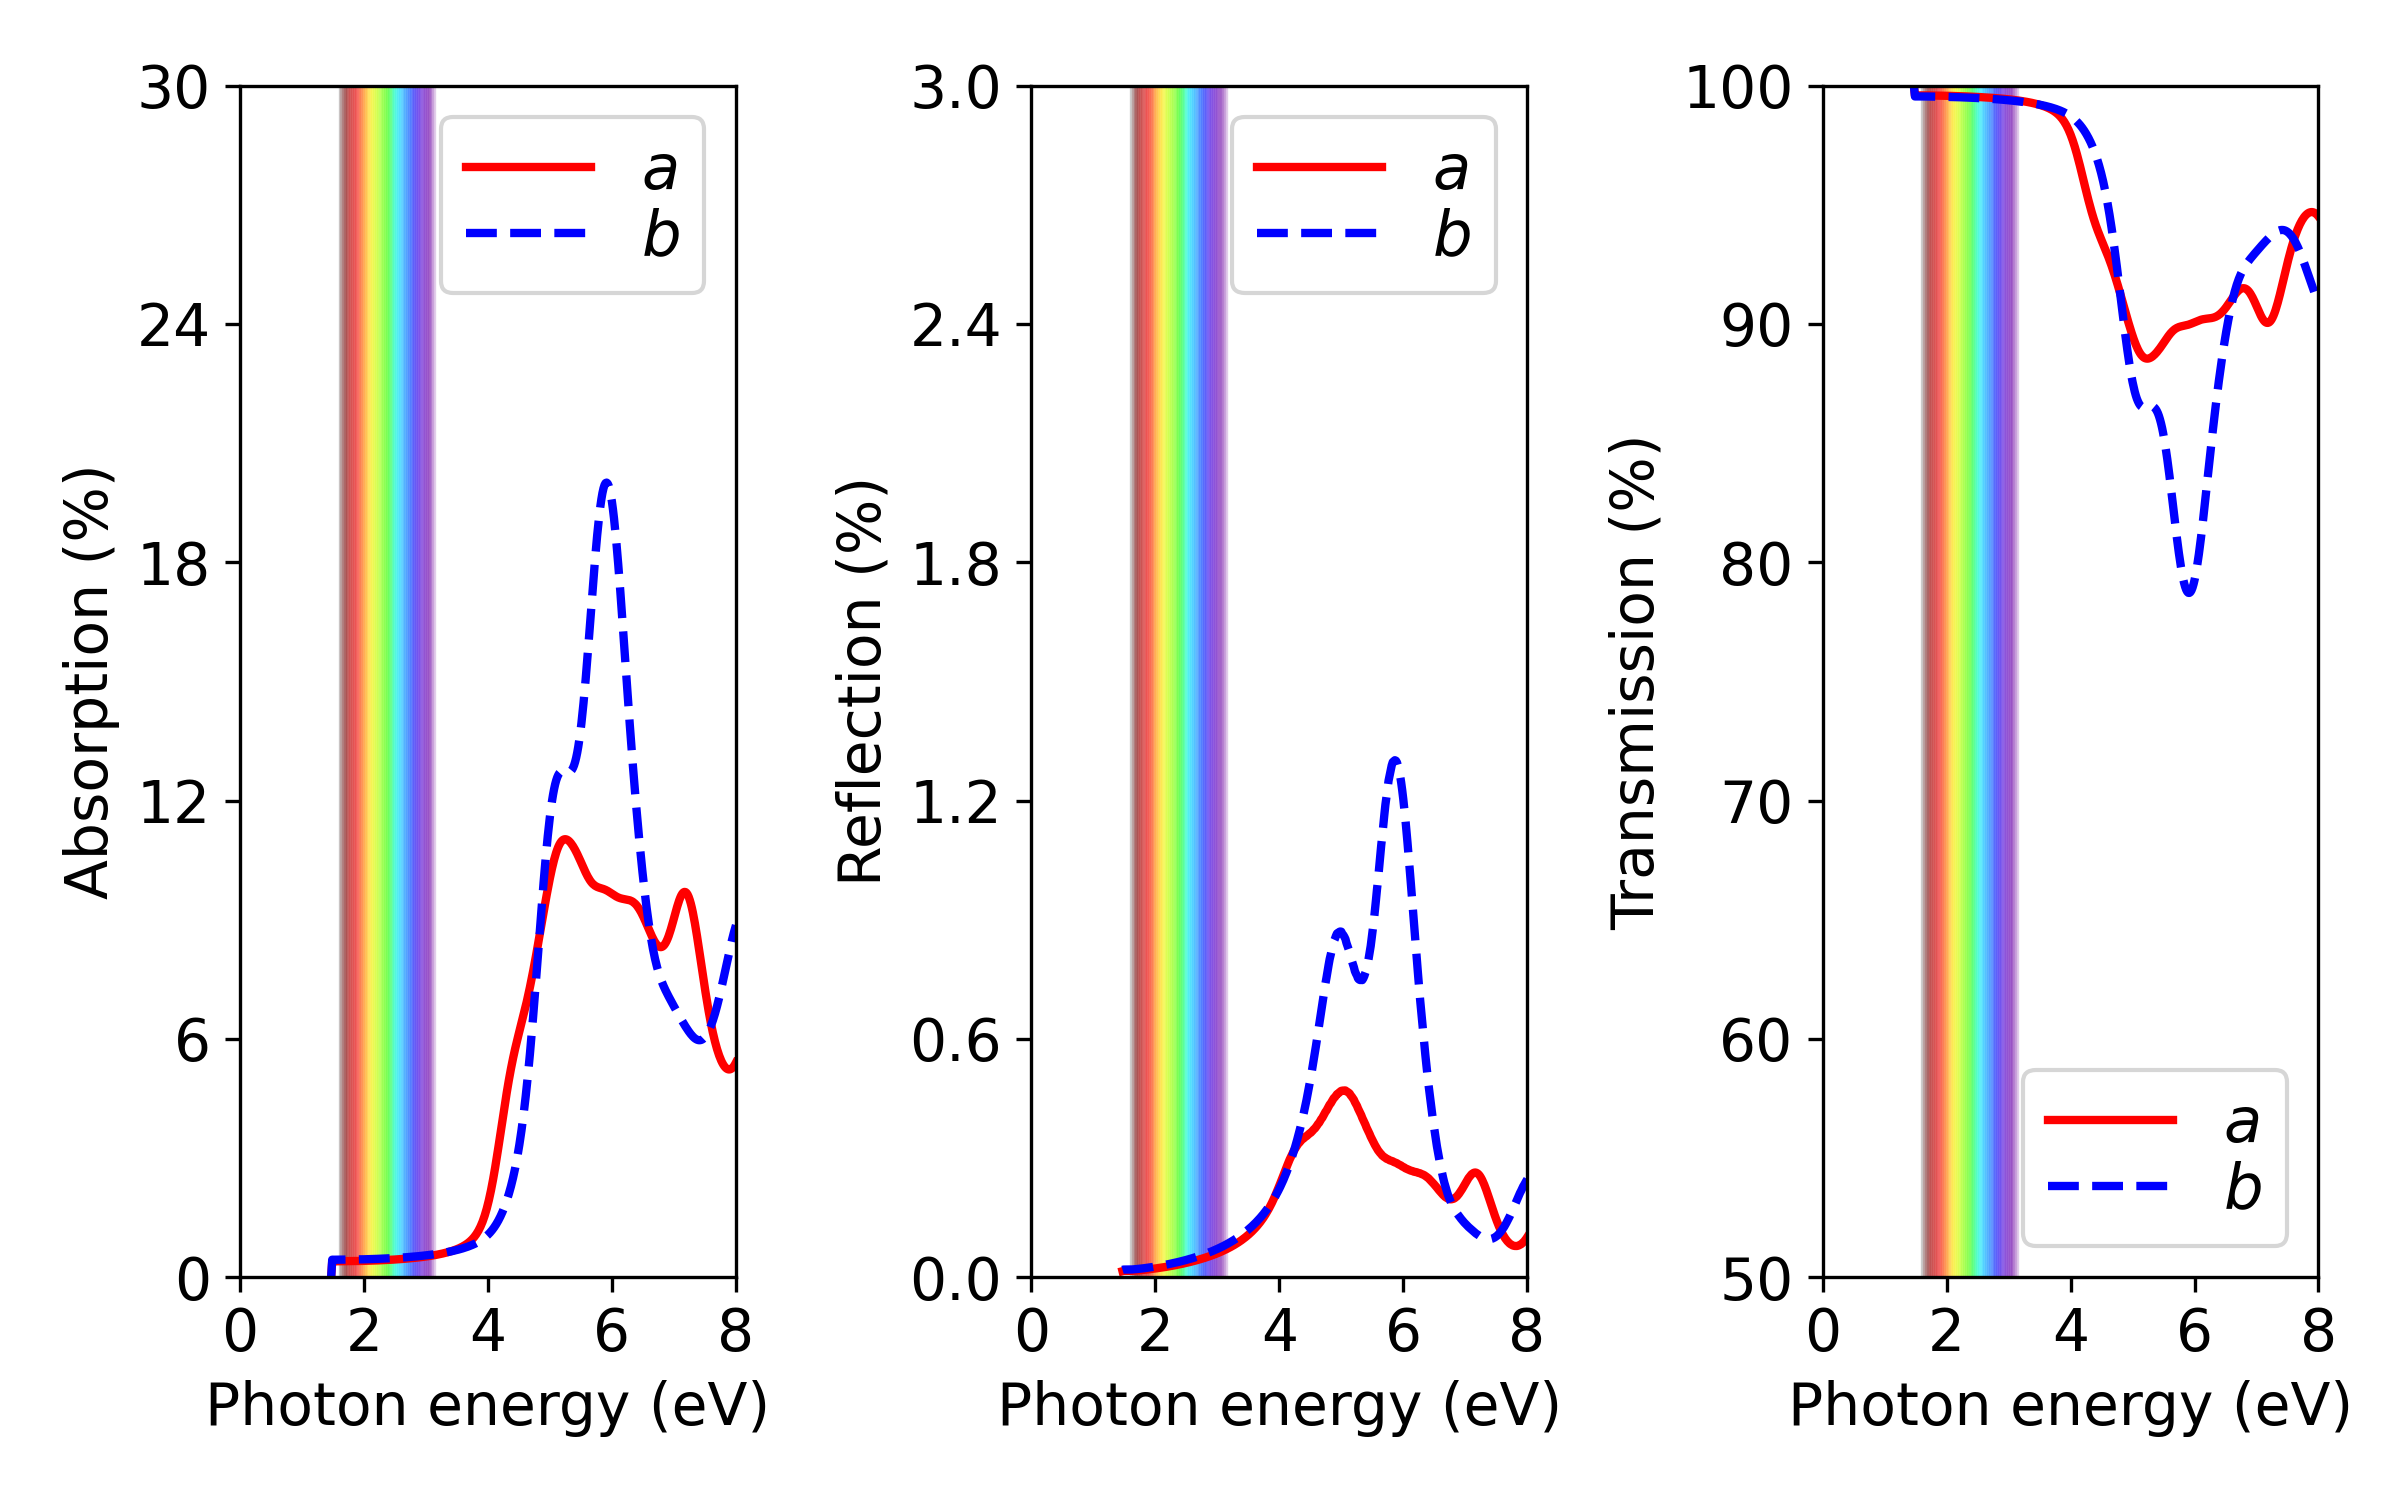 Absorption (%)
30
24
18
12
6
0
0 2 4 6 8
Photon energy (eV)
a
b
Reflection (%)
3.0
2.4
1.8
1.2
0.6
0.0
0 2 4 6 8
Photon energy (eV)
a
b
Transmission (%)
100
90
80
70
60
50
0 2 4 6 8
Photon energy (eV)
a
b